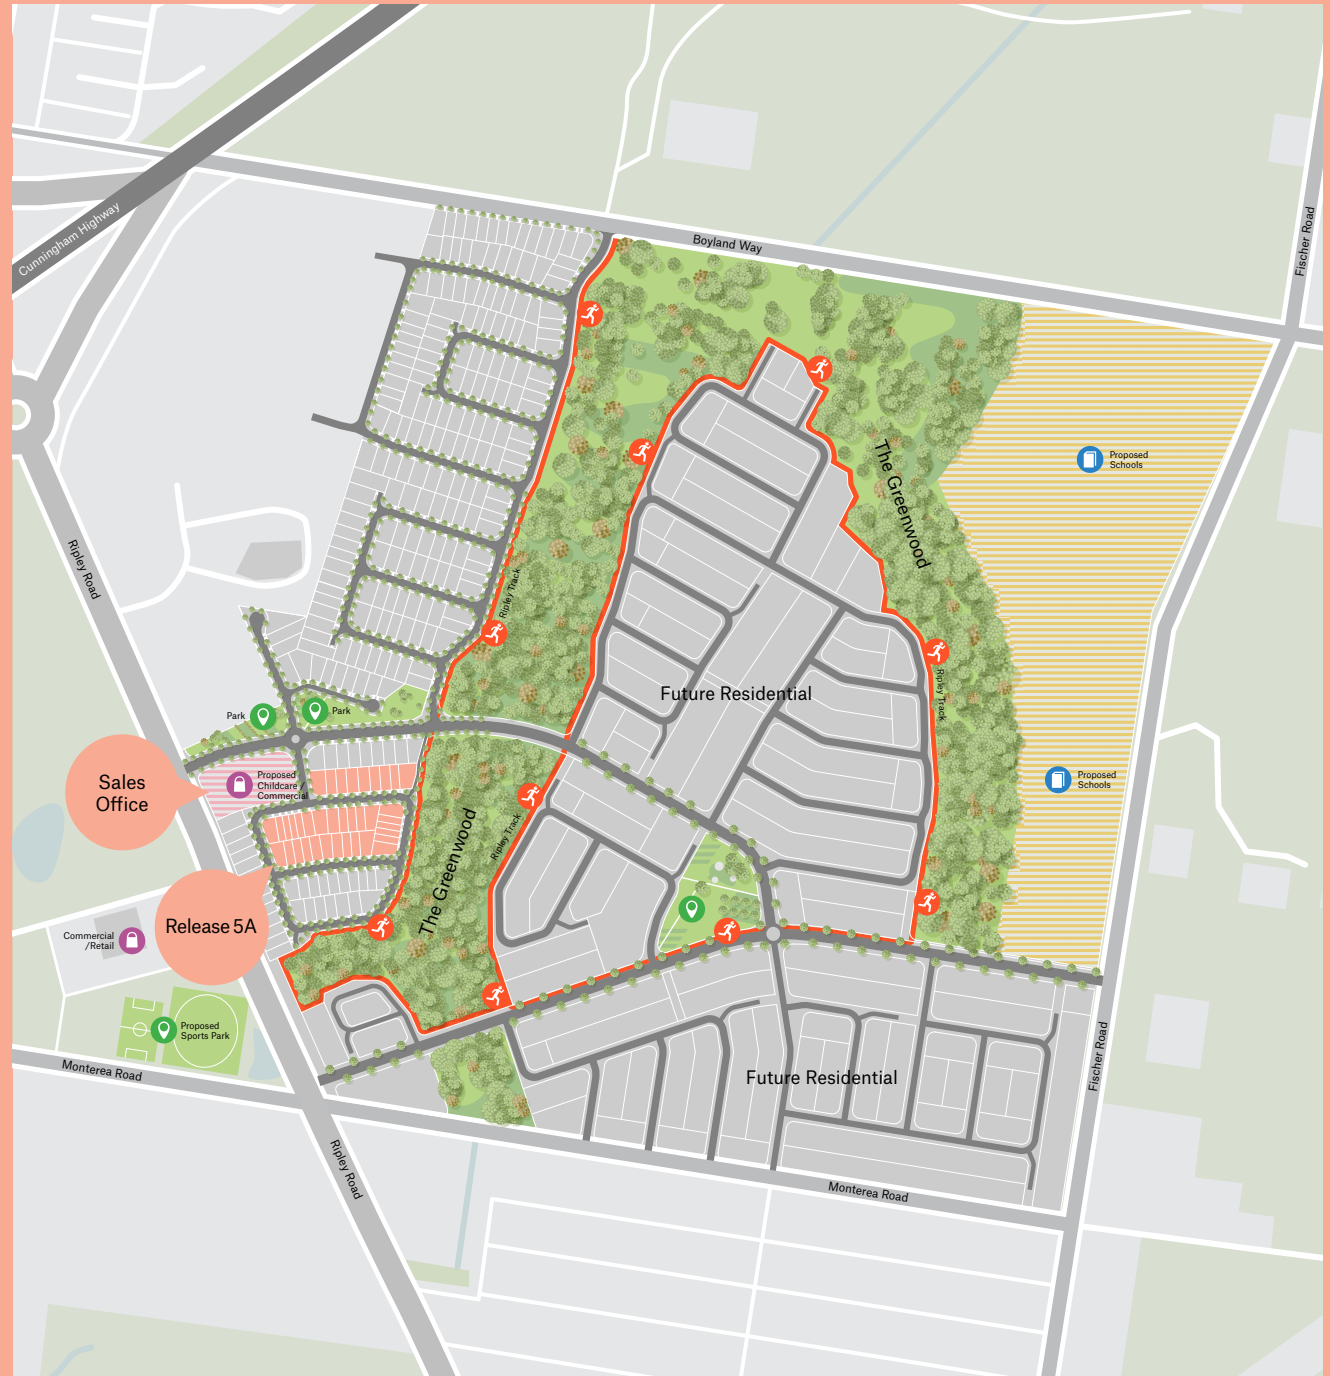 Cunningham Highway
Boyland Way
Fischer Road
Proposed
Schools
The Greenwood
Ripley Road
Ripley Track
Ripley Track
Future Residential
Park
Park
Sales
Office
Proposed
Childcare /
Commercial
Proposed
Schools
Ripley Track
The Greenwood
Release 5A
Commercial
/Retail
Proposed
Sports Park
Monterea Road
Future Residential
Fischer Road
Ripley Road
Monterea Road